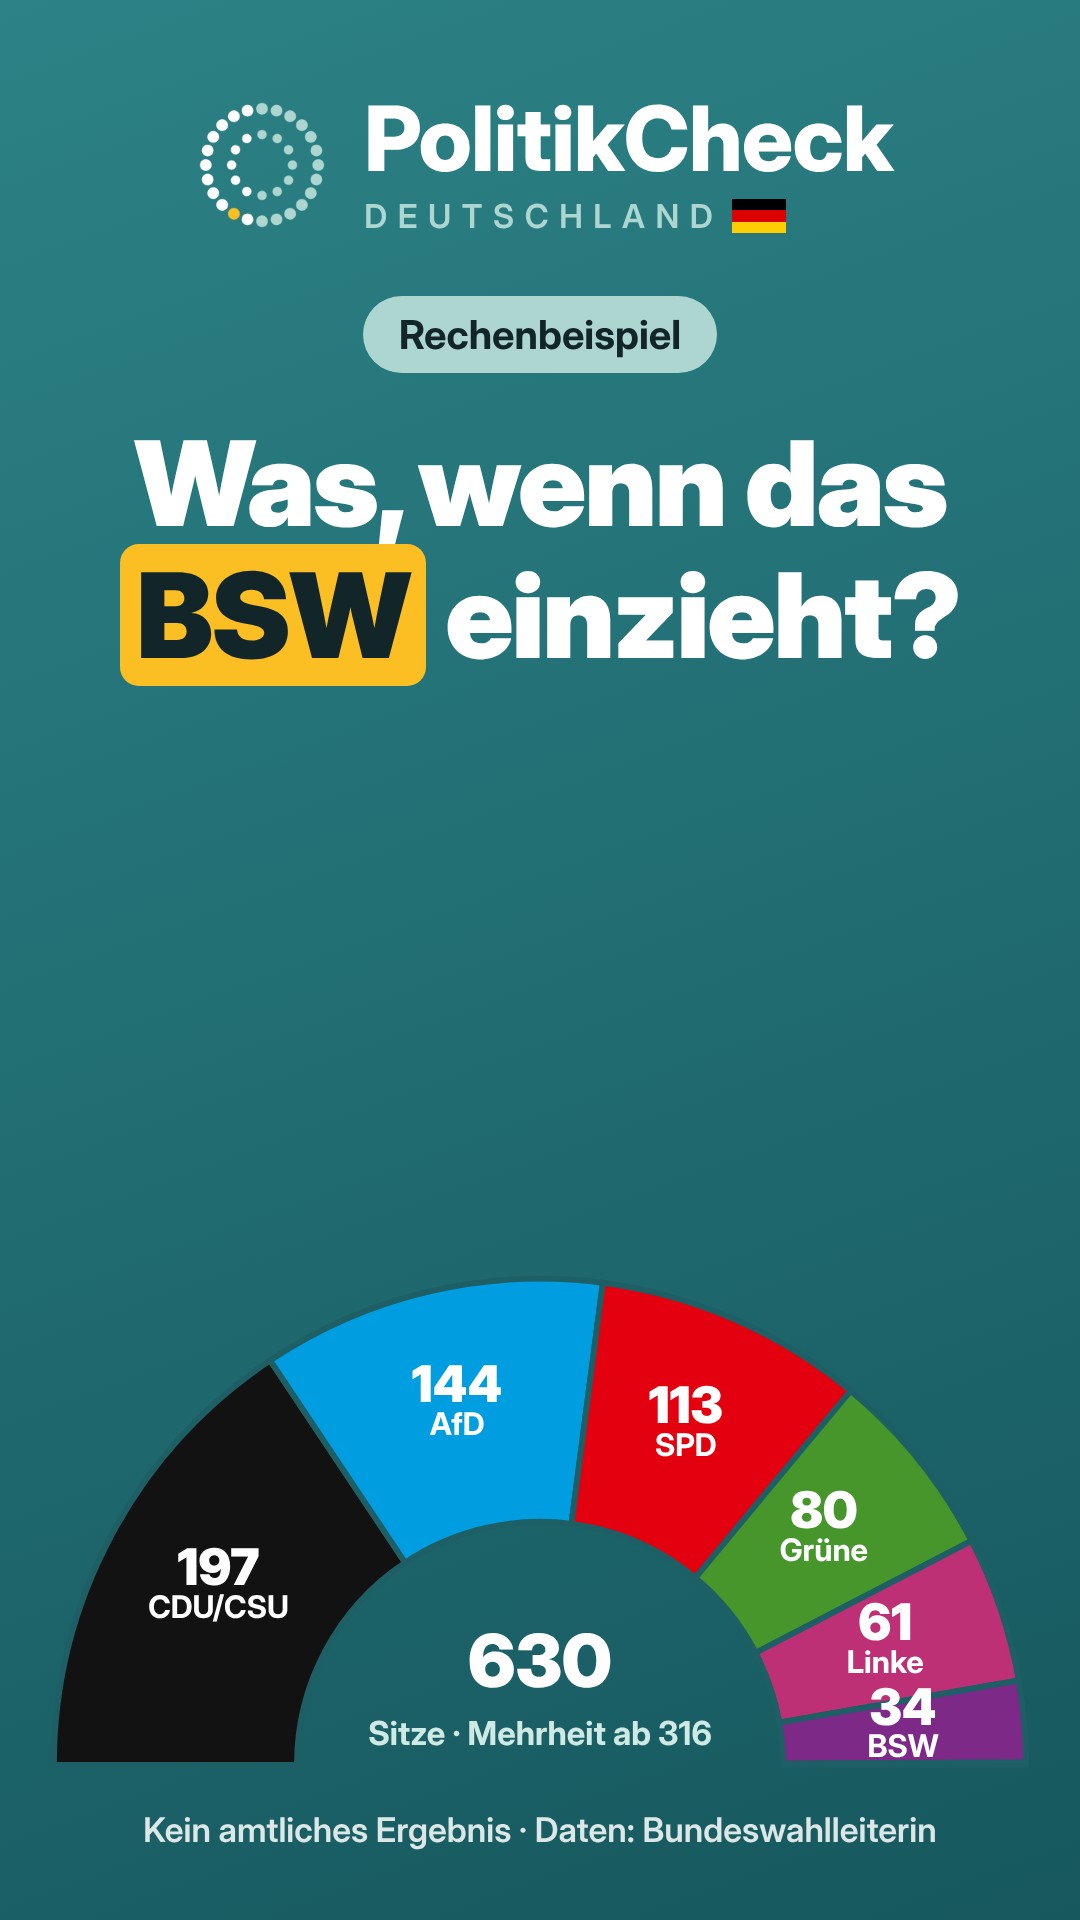 PolitikCheck
DEUTSCHLAND
Rechenbeispiel
Was, wenn das
BSW einzieht?
144
AfD
113
SPD
80
Grüne
197
CDU/CSU
61
Linke
630
34
BSW
Sitze · Mehrheit ab 316
Kein amtliches Ergebnis · Daten: Bundeswahlleiterin